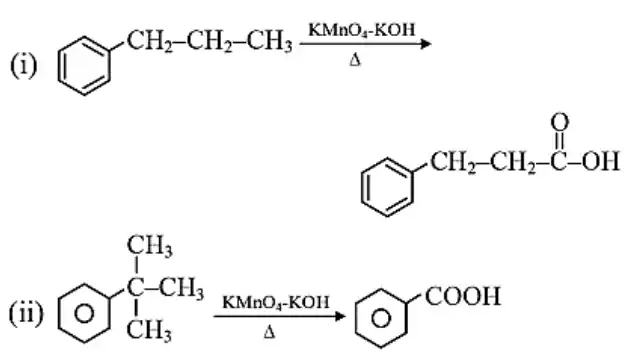 (i) CH₂–CH₂–CH₃ KMnO₄-KOH
Δ
O
CH₂–CH₂–C–OH
CH₃
(ii) C–CH₃ KMnO₄-KOH COOH
Δ
CH₃